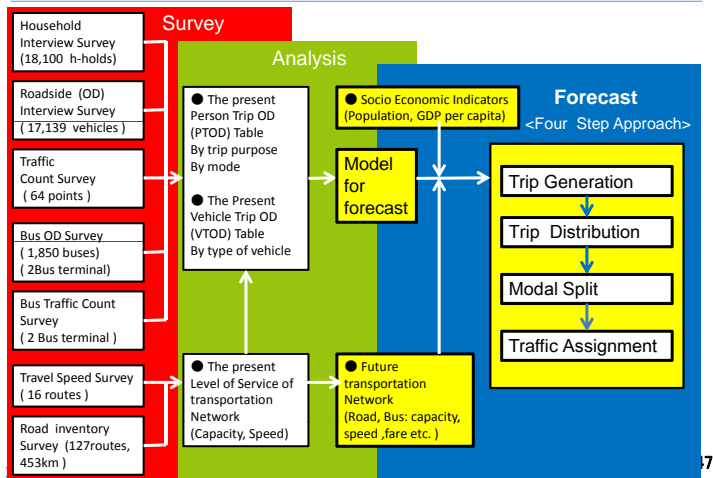 Survey
Household
Interview Survey
(18,100 h-holds)
Roadside (OD)
Interview Survey
( 17,139 vehicles )
Traffic
Count Survey
( 64 points )
Bus OD Survey
( 1,850 buses)
( 2Bus terminal)
Bus Traffic Count
Survey
( 2 Bus terminal )
Travel Speed Survey
( 16 routes )
Road inventory
Survey (127routes,
453km )
Analysis
● The present
Person Trip OD
(PTOD) Table
By trip purpose
By mode
● The Present
Vehicle Trip OD
(VTOD) Table
By type of vehicle
● The present
Level of Service of
transportation
Network
(Capacity, Speed)
● Socio Economic Indicators
(Population, GDP per capita)
Model
for
forecast
● Future
transportation
Network
(Road, Bus: capacity,
speed ,fare etc. )
Forecast
<Four Step Approach>
Trip Generation
Trip Distribution
Modal Split
Traffic Assignment
47